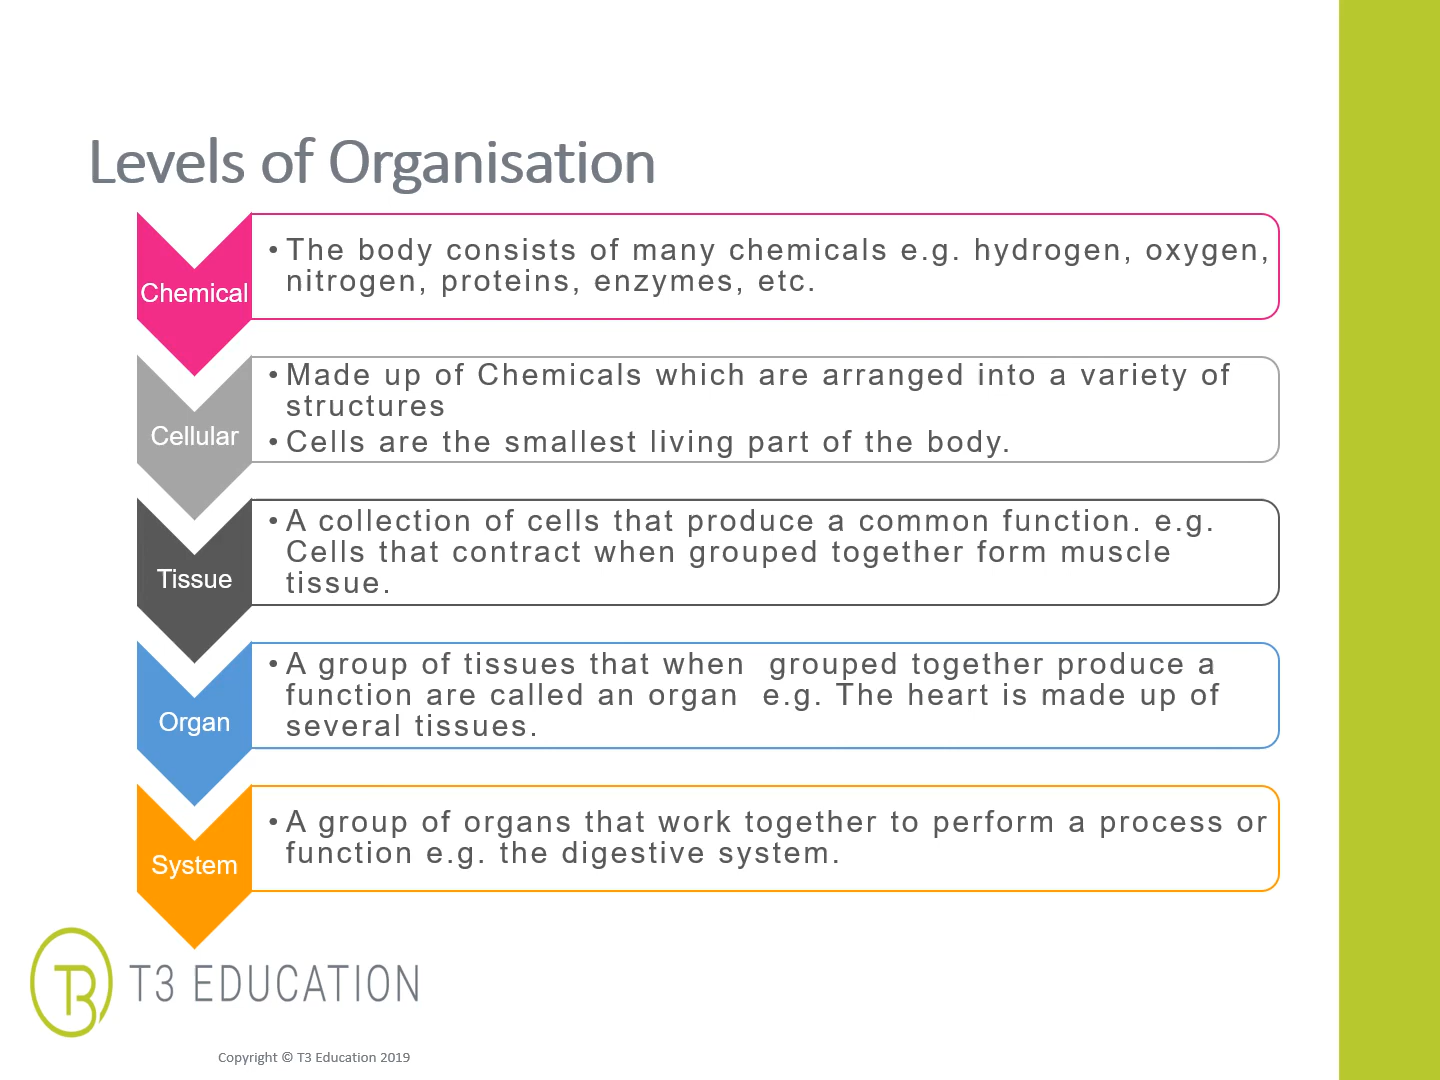 Levels of Organisation
Chemical
• The body consists of many chemicals e.g. hydrogen, oxygen,
nitrogen, proteins, enzymes, etc.
Cellular
• Made up of Chemicals which are arranged into a variety of
structures
• Cells are the smallest living part of the body.
Tissue
• A collection of cells that produce a common function. e.g.
Cells that contract when grouped together form muscle
tissue.
Organ
• A group of tissues that when  grouped together produce a
function are called an organ  e.g. The heart is made up of
several tissues.
System
• A group of organs that work together to perform a process or
function e.g. the digestive system.
T3 EDUCATION
Copyright © T3 Education 2019